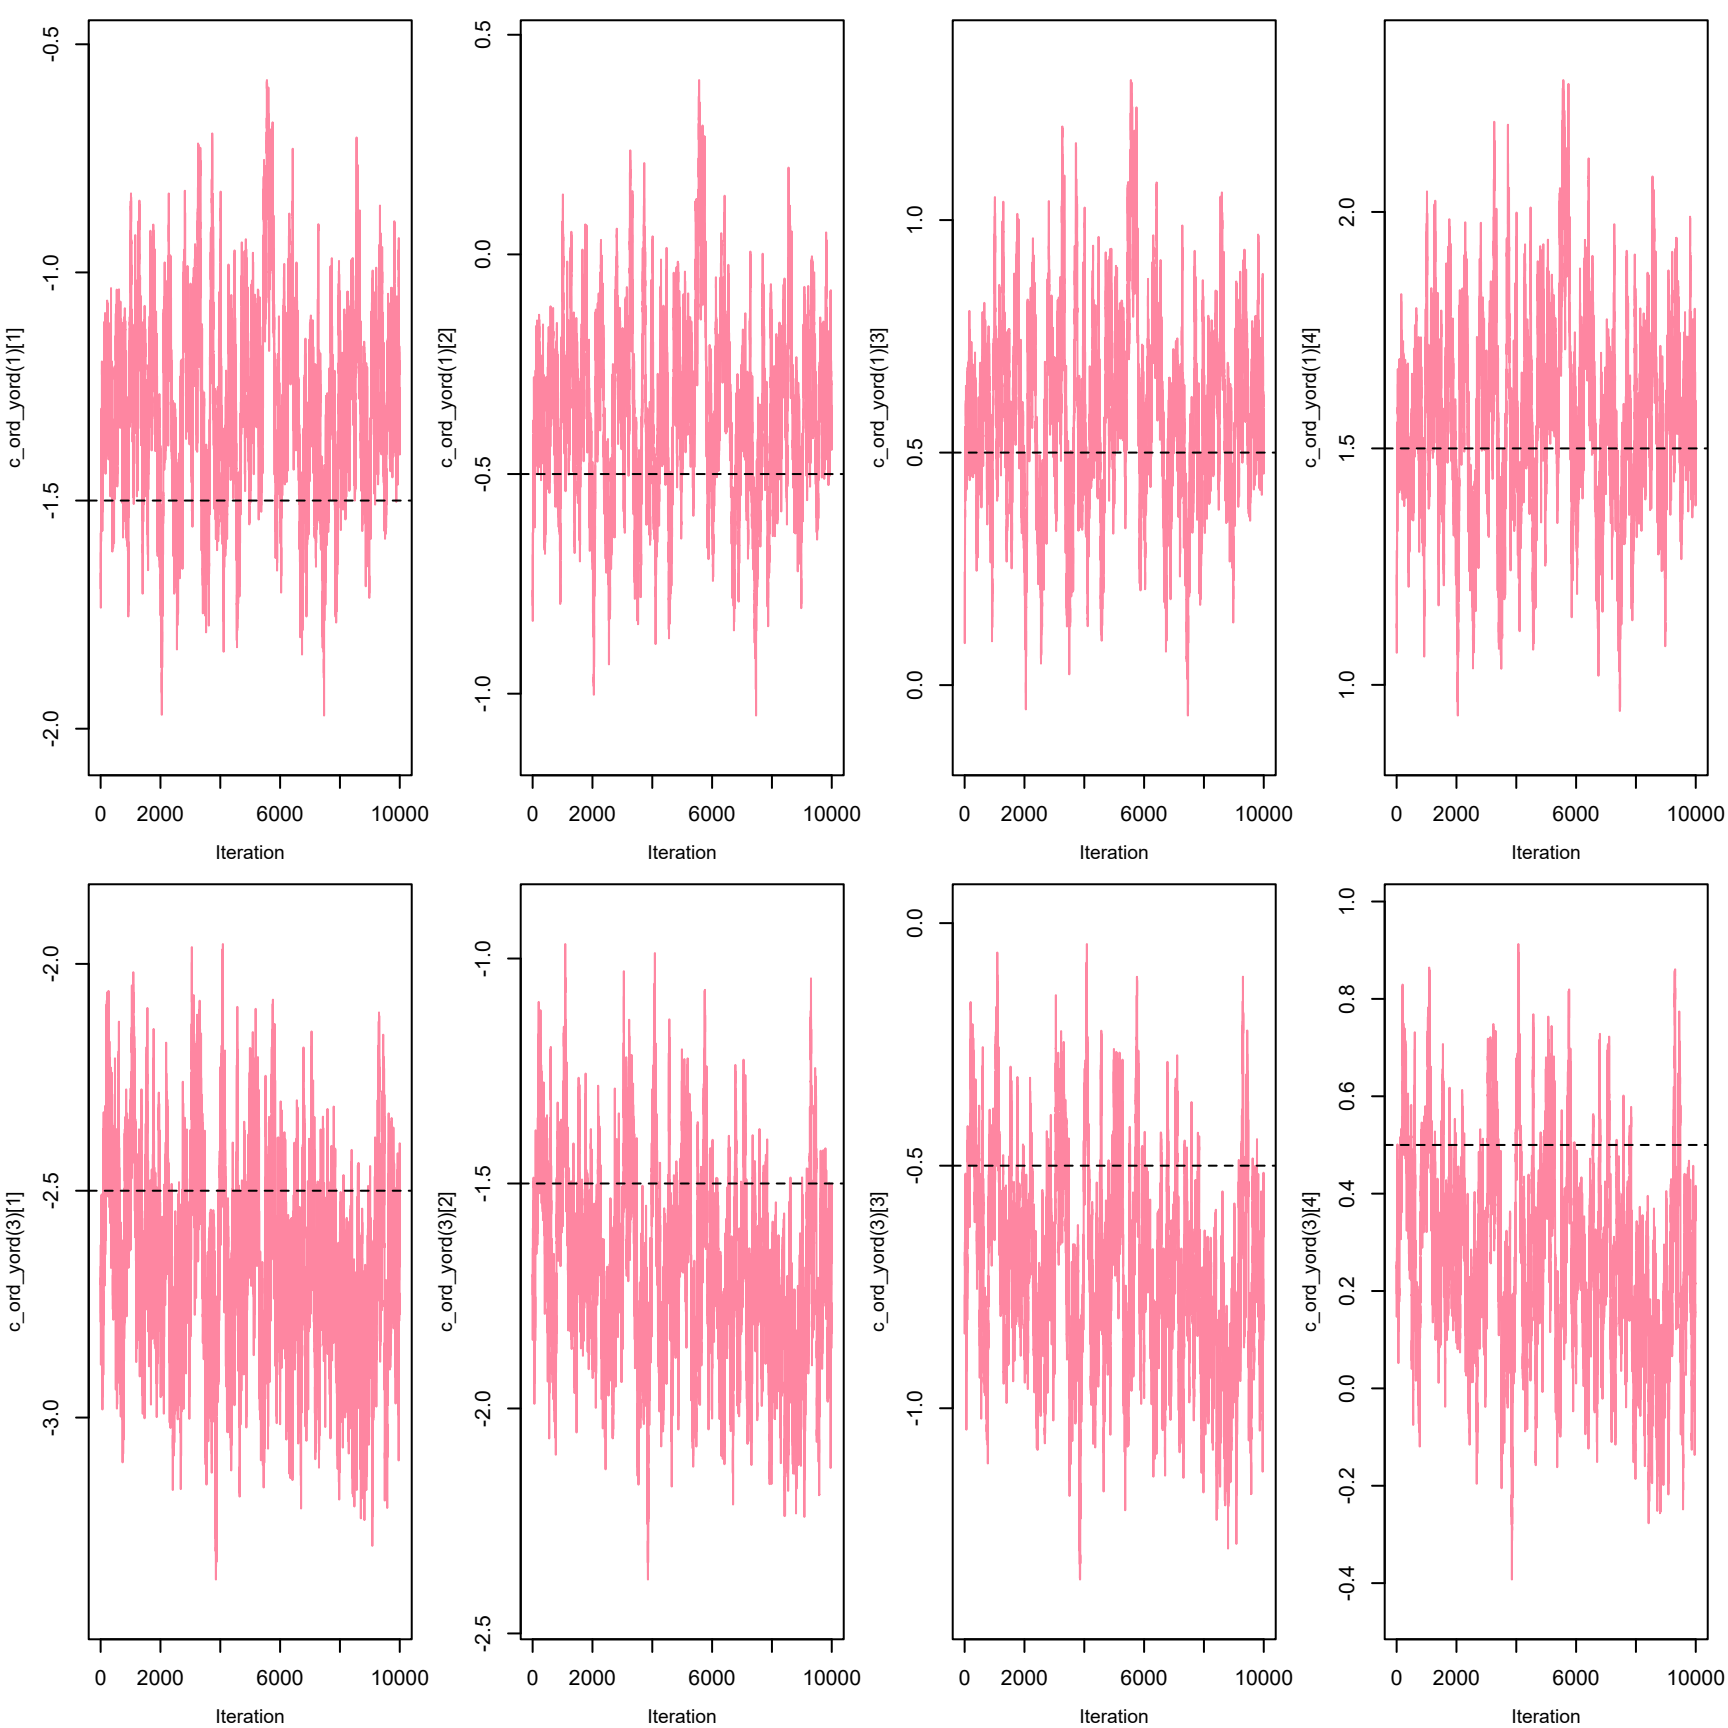 c_ord_yord(1)[1]
-0.5
-1.0
-1.5
-2.0
0 2000 6000 10000
Iteration
c_ord_yord(1)[2]
0.5
0.0
-0.5
-1.0
0 2000 6000 10000
Iteration
c_ord_yord(1)[3]
1.0
0.5
0.0
0 2000 6000 10000
Iteration
c_ord_yord(1)[4]
2.0
1.5
1.0
0 2000 6000 10000
Iteration
c_ord_yord(3)[1]
-2.0
-2.5
-3.0
0 2000 6000 10000
Iteration
c_ord_yord(3)[2]
-1.0
-1.5
-2.0
-2.5
0 2000 6000 10000
Iteration
c_ord_yord(3)[3]
0.0
-0.5
-1.0
0 2000 6000 10000
Iteration
c_ord_yord(3)[4]
1.0
0.8
0.6
0.4
0.2
0.0
-0.2
-0.4
0 2000 6000 10000
Iteration